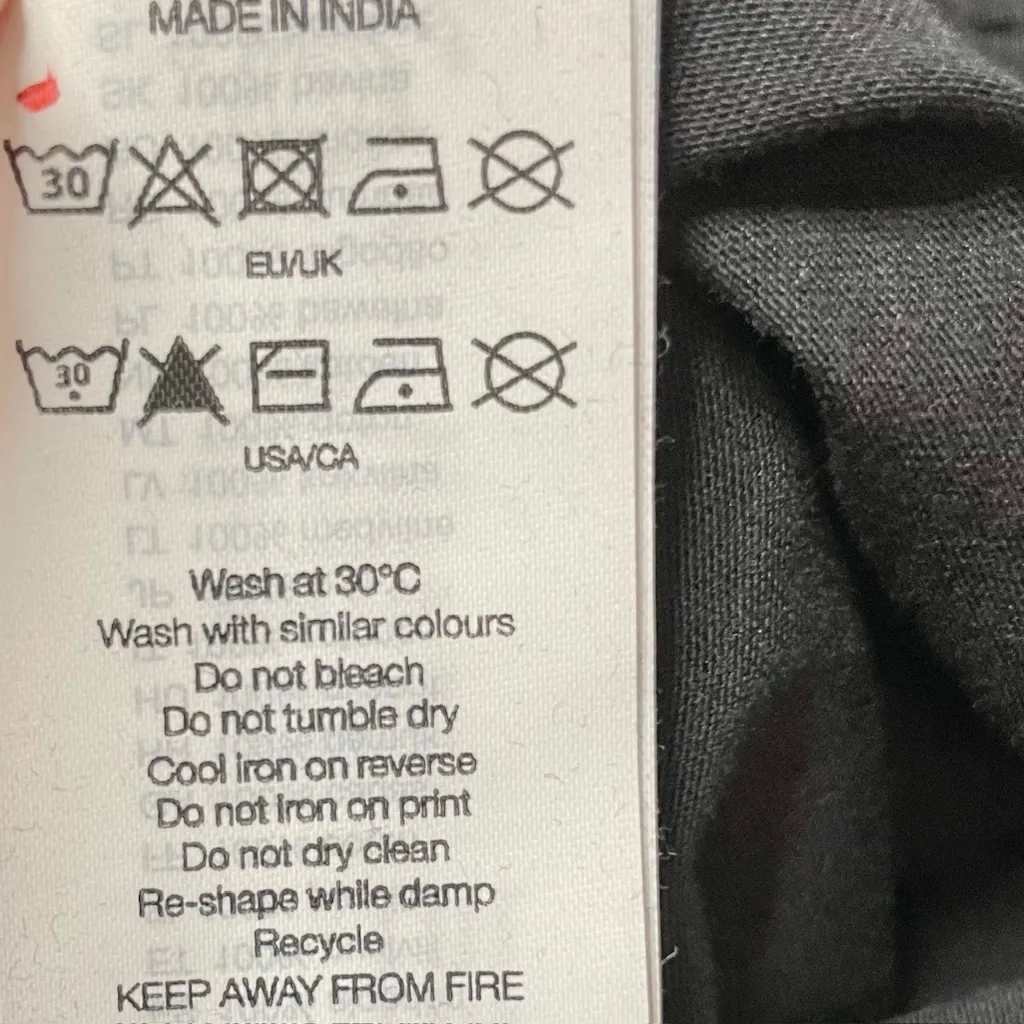 MADE IN INDIA
30
EU/UK
30
USA/CA
Wash at 30°C
Wash with similar colours
Do not bleach
Do not tumble dry
Cool iron on reverse
Do not iron on print
Do not dry clean
Re-shape while damp
Recycle
KEEP AWAY FROM FIRE